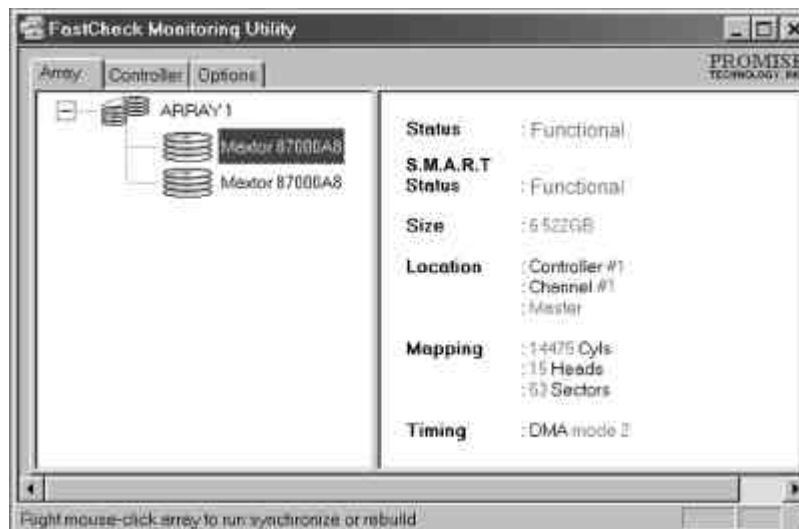 FastCheck Monitoring Utility
PROMISE
TECHNOLOGY, INC
Array
Controller
Options
ARRAY 1
Maxtor 87000A8
Maxtor 87000A8
Status : Functional
S.M.A.R.T
Status : Functional
Size : 6.522GB
Location : Controller #1
: Channel #1
: Master
Mapping : 14475 Cyls
: 15 Heads
: 63 Sectors
Timing : DMA mode 2
Right mouse-click array to run synchronize or rebuild